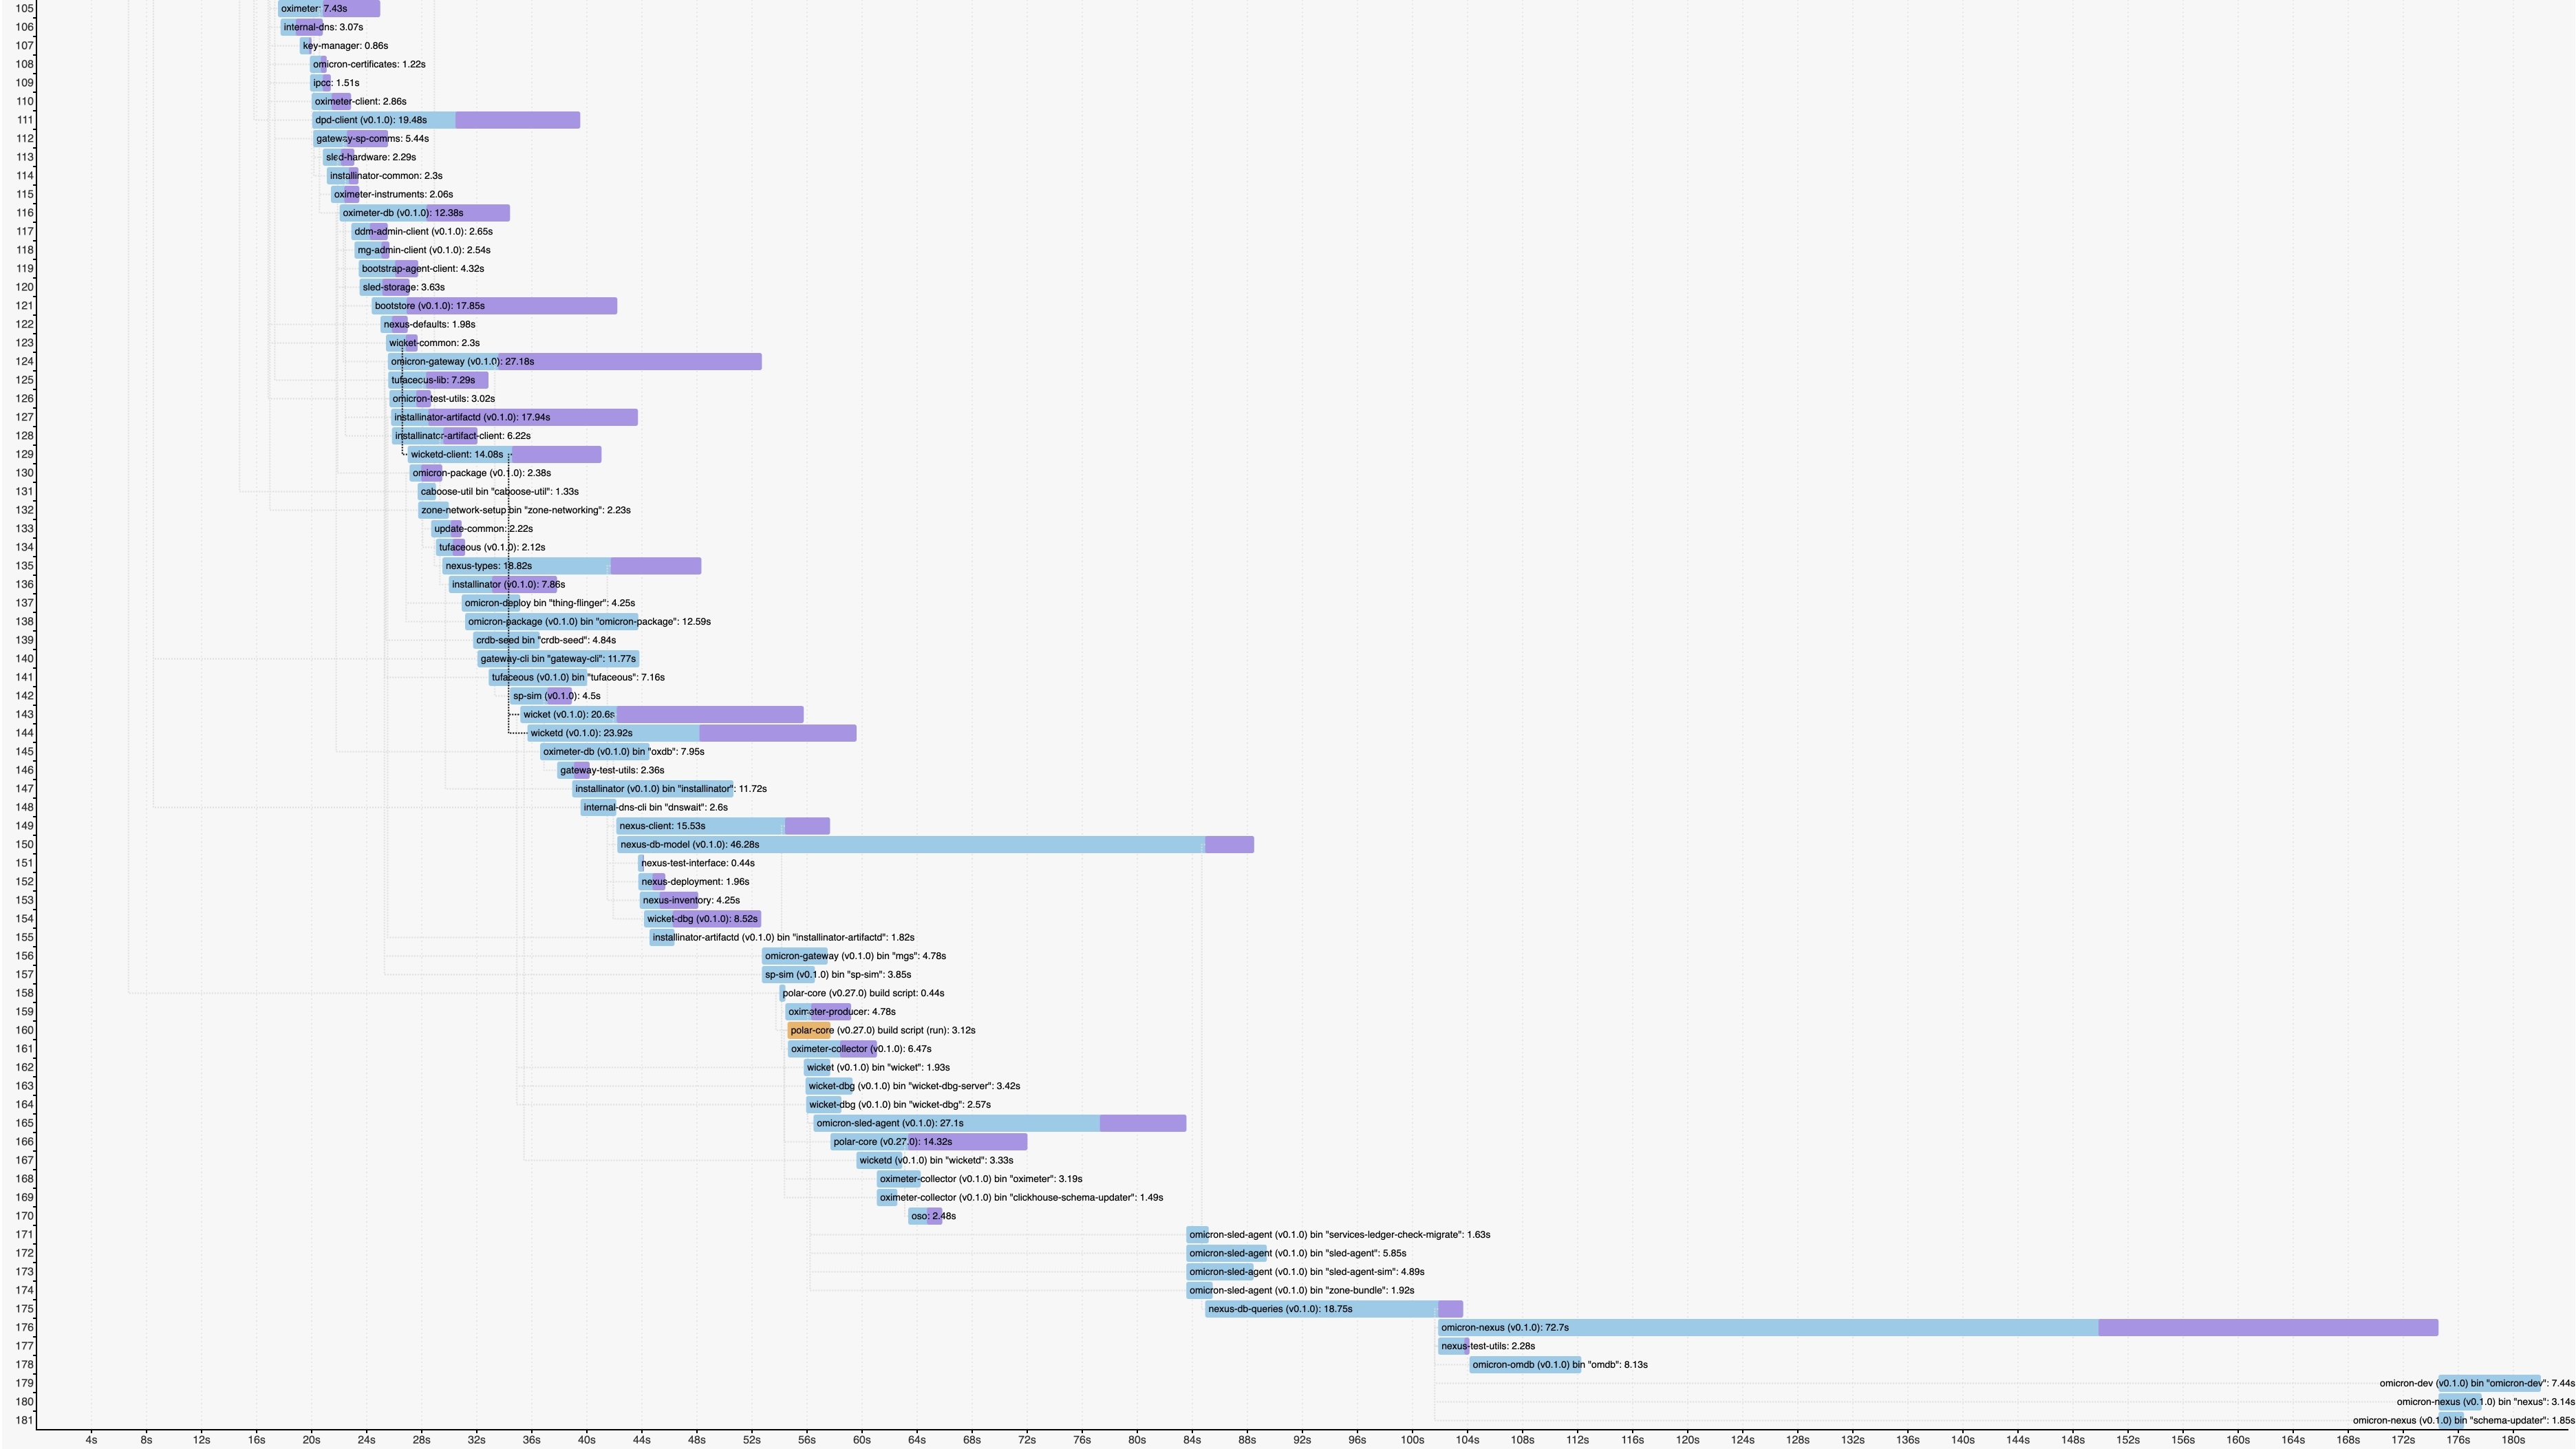 105 oximeter: 7.43s
106 internal-dns: 3.07s
107 key-manager: 0.86s
108 omicron-certificates: 1.22s
109 ipcc: 1.51s
110 oximeter-client: 2.86s
111 dpd-client (v0.1.0): 19.48s
112 gateway-sp-comms: 5.44s
113 sled-hardware: 2.29s
114 installinator-common: 2.3s
115 oximeter-instruments: 2.06s
116 oximeter-db (v0.1.0): 12.38s
117 ddm-admin-client (v0.1.0): 2.65s
118 mg-admin-client (v0.1.0): 2.54s
119 bootstrap-agent-client: 4.32s
120 sled-storage: 3.63s
121 bootstore (v0.1.0): 17.85s
122 nexus-defaults: 1.98s
123 wicket-common: 2.3s
124 omicron-gateway (v0.1.0): 27.18s
125 tufaceous-lib: 7.29s
126 omicron-test-utils: 3.02s
127 installinator-artifactd (v0.1.0): 17.94s
128 installinator-artifact-client: 6.22s
129 wicketd-client: 14.08s
130 omicron-package (v0.1.0): 2.38s
131 caboose-util bin "caboose-util": 1.33s
132 zone-network-setup bin "zone-networking": 2.23s
133 update-common: 2.22s
134 tufaceous (v0.1.0): 2.12s
135 nexus-types: 18.82s
136 installinator (v0.1.0): 7.86s
137 omicron-deploy bin "thing-flinger": 4.25s
138 omicron-package (v0.1.0) bin "omicron-package": 12.59s
139 crdb-seed bin "crdb-seed": 4.84s
140 gateway-cli bin "gateway-cli": 11.77s
141 tufaceous (v0.1.0) bin "tufaceous": 7.16s
142 sp-sim (v0.1.0): 4.5s
143 wicket (v0.1.0): 20.6s
144 wicketd (v0.1.0): 23.92s
145 oximeter-db (v0.1.0) bin "oxdb": 7.95s
146 gateway-test-utils: 2.36s
147 installinator (v0.1.0) bin "installinator": 11.72s
148 internal-dns-cli bin "dnswait": 2.6s
149 nexus-client: 15.53s
150 nexus-db-model (v0.1.0): 46.28s
151 nexus-test-interface: 0.44s
152 nexus-deployment: 1.96s
153 nexus-inventory: 4.25s
154 wicket-dbg (v0.1.0): 8.52s
155 installinator-artifactd (v0.1.0) bin "installinator-artifactd": 1.82s
156 omicron-gateway (v0.1.0) bin "mgs": 4.78s
157 sp-sim (v0.1.0) bin "sp-sim": 3.85s
158 polar-core (v0.27.0) build script: 0.44s
159 oximeter-producer: 4.78s
160 polar-core (v0.27.0) build script (run): 3.12s
161 oximeter-collector (v0.1.0): 6.47s
162 wicket (v0.1.0) bin "wicket": 1.93s
163 wicket-dbg (v0.1.0) bin "wicket-dbg-server": 3.42s
164 wicket-dbg (v0.1.0) bin "wicket-dbg": 2.57s
165 omicron-sled-agent (v0.1.0): 27.1s
166 polar-core (v0.27.0): 14.32s
167 wicketd (v0.1.0) bin "wicketd": 3.33s
168 oximeter-collector (v0.1.0) bin "oximeter": 3.19s
169 oximeter-collector (v0.1.0) bin "clickhouse-schema-updater": 1.49s
170 oso: 2.48s
171 omicron-sled-agent (v0.1.0) bin "services-ledger-check-migrate": 1.63s
172 omicron-sled-agent (v0.1.0) bin "sled-agent": 5.85s
173 omicron-sled-agent (v0.1.0) bin "sled-agent-sim": 4.89s
174 omicron-sled-agent (v0.1.0) bin "zone-bundle": 1.92s
175 nexus-db-queries (v0.1.0): 18.75s
176 omicron-nexus (v0.1.0): 72.7s
177 nexus-test-utils: 2.28s
178 omicron-omdb (v0.1.0) bin "omdb": 8.13s
179 omicron-dev (v0.1.0) bin "omicron-dev": 7.44s
180 omicron-nexus (v0.1.0) bin "nexus": 3.14s
181 omicron-nexus (v0.1.0) bin "schema-updater": 1.85s
4s 8s 12s 16s 20s 24s 28s 32s 36s 40s 44s 48s 52s 56s 60s 64s 68s 72s 76s 80s 84s 88s 92s 96s 100s 104s 108s 112s 116s 120s 124s 128s 132s 136s 140s 144s 148s 152s 156s 160s 164s 168s 172s 176s 180s